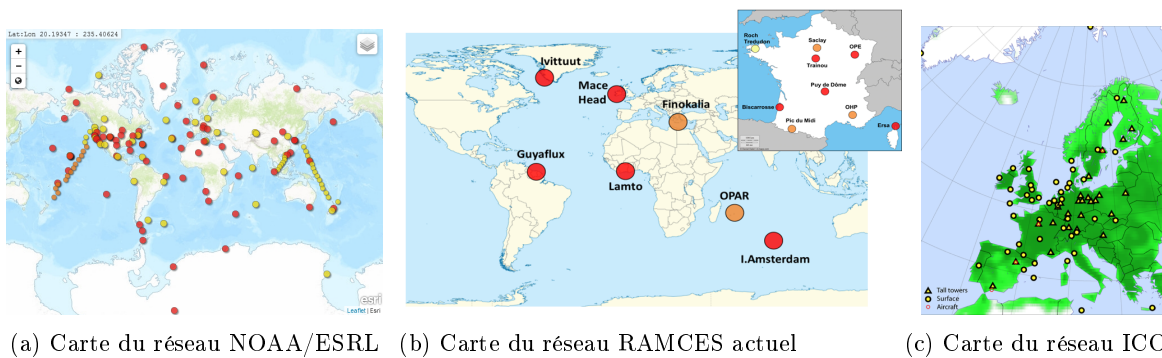 Lat:Lon 20.19347 : 235.40624
+
−
esri
Leaflet | Esri
(a) Carte du réseau NOAA/ESRL
Ivittuut
Mace
Head
Finokalia
Guyaflux
Lamto
OPAR
I.Amsterdam
Roch
Tredudon
Saclay
OPE
Trainou
Puy de Dôme
Biscarrosse
OHP
Pic du Midi
Ersa
(b) Carte du réseau RAMCES actuel
Tall towers
Surface
Aircraft
(c) Carte du réseau ICO